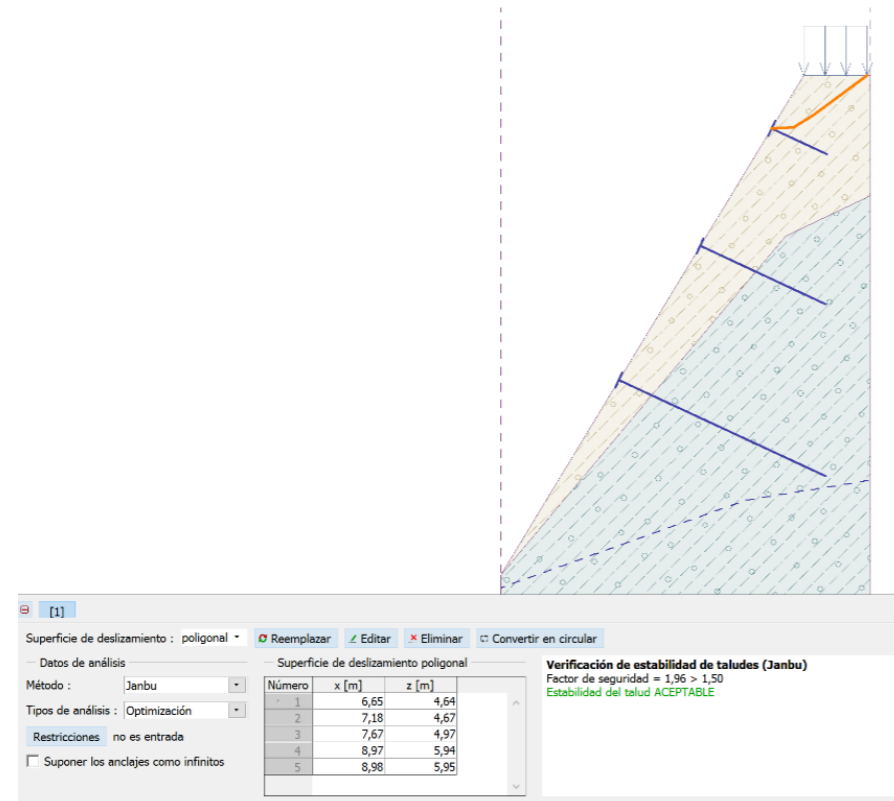 [1]
Superficie de deslizamiento : poligonal Reemplazar Editar Eliminar Convertir en circular
Datos de análisis
Método : Janbu
Tipos de análisis : Optimización
Restricciones no es entrada
Suponer los anclajes como infinitos
Superficie de deslizamiento poligonal
Número x [m] z [m]
1 6,65 4,64
2 7,18 4,67
3 7,67 4,97
4 8,97 5,94
5 8,98 5,95
Verificación de estabilidad de taludes (Janbu)
Factor de seguridad = 1,96 > 1,50
Estabilidad del talud ACEPTABLE